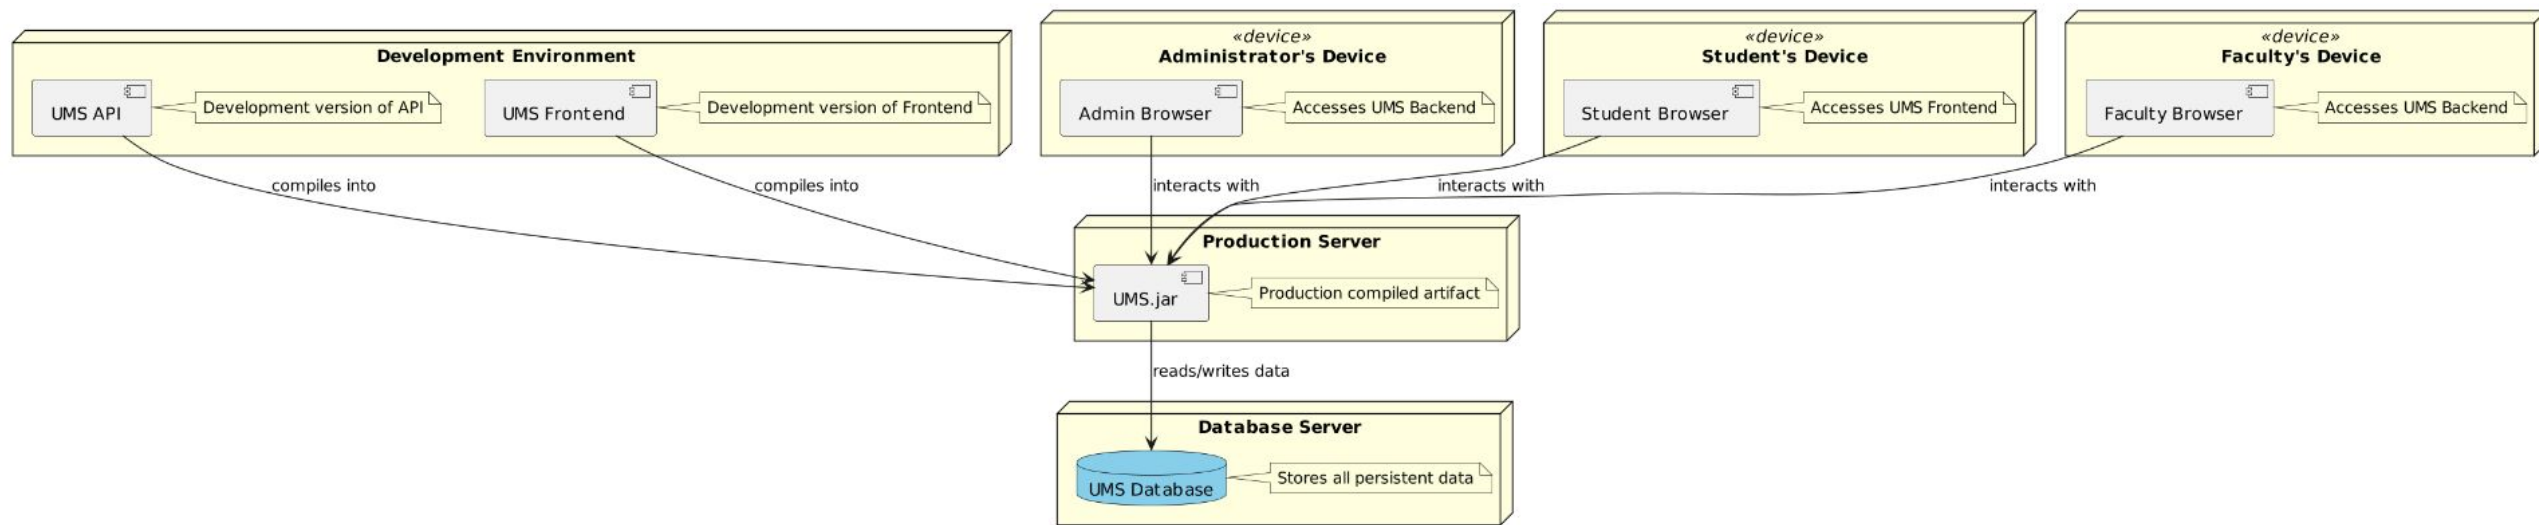 Development Environment
UMS API
Development version of API
UMS Frontend
Development version of Frontend
«device»
Administrator's Device
Admin Browser
Accesses UMS Backend
«device»
Student's Device
Student Browser
Accesses UMS Frontend
«device»
Faculty's Device
Faculty Browser
Accesses UMS Backend
compiles into
compiles into
interacts with
interacts with
interacts with
Production Server
UMS.jar
Production compiled artifact
reads/writes data
Database Server
UMS Database
Stores all persistent data